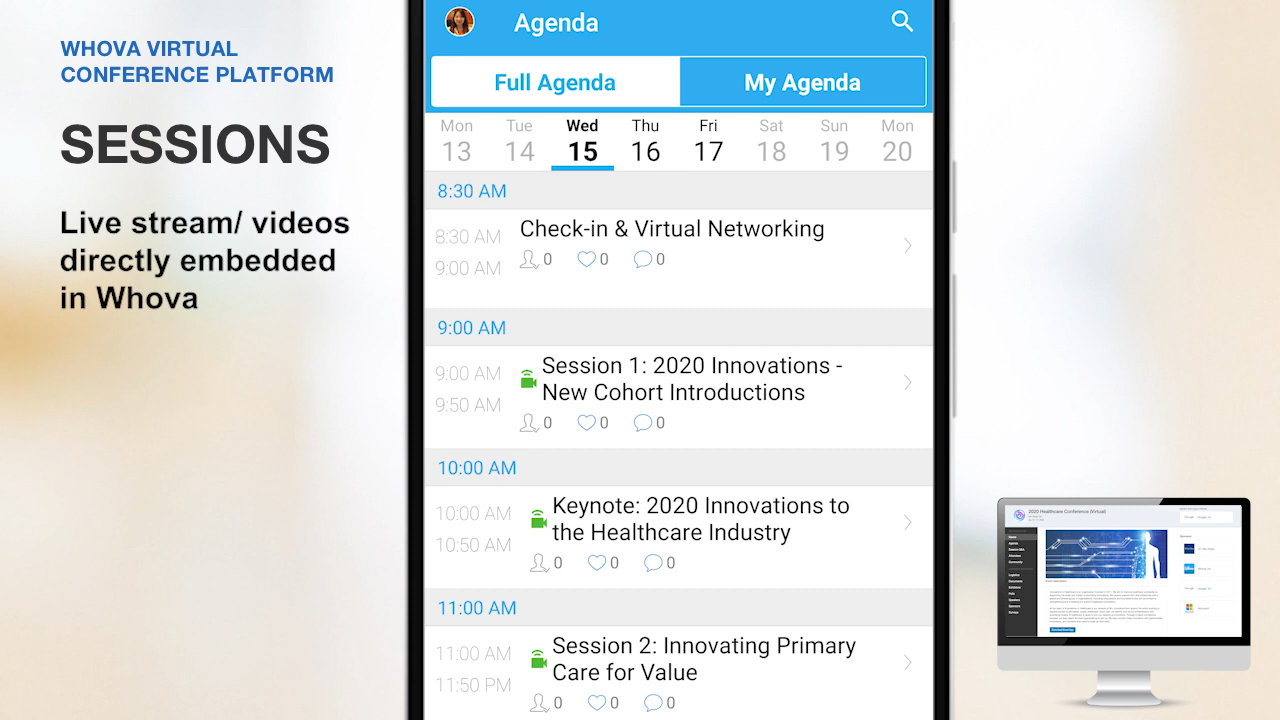 WHOVA VIRTUAL
CONFERENCE PLATFORM
SESSIONS
Live stream/ videos
directly embedded
in Whova
Agenda
Full Agenda
My Agenda
Mon Tue Wed Thu Fri Sat Sun Mon
13 14 15 16 17 18 19 20
8:30 AM
8:30 AM
9:00 AM
Check-in & Virtual Networking
0 0 0
9:00 AM
9:00 AM
9:50 AM
Session 1: 2020 Innovations -
New Cohort Introductions
0 0 0
10:00 AM
10:00 AM
10:50 AM
Keynote: 2020 Innovations to
the Healthcare Industry
0 0 0
11:00 AM
11:00 AM
11:50 PM
Session 2: Innovating Primary
Care for Value
0 0 0
2020 Healthcare Conference (Virtual)